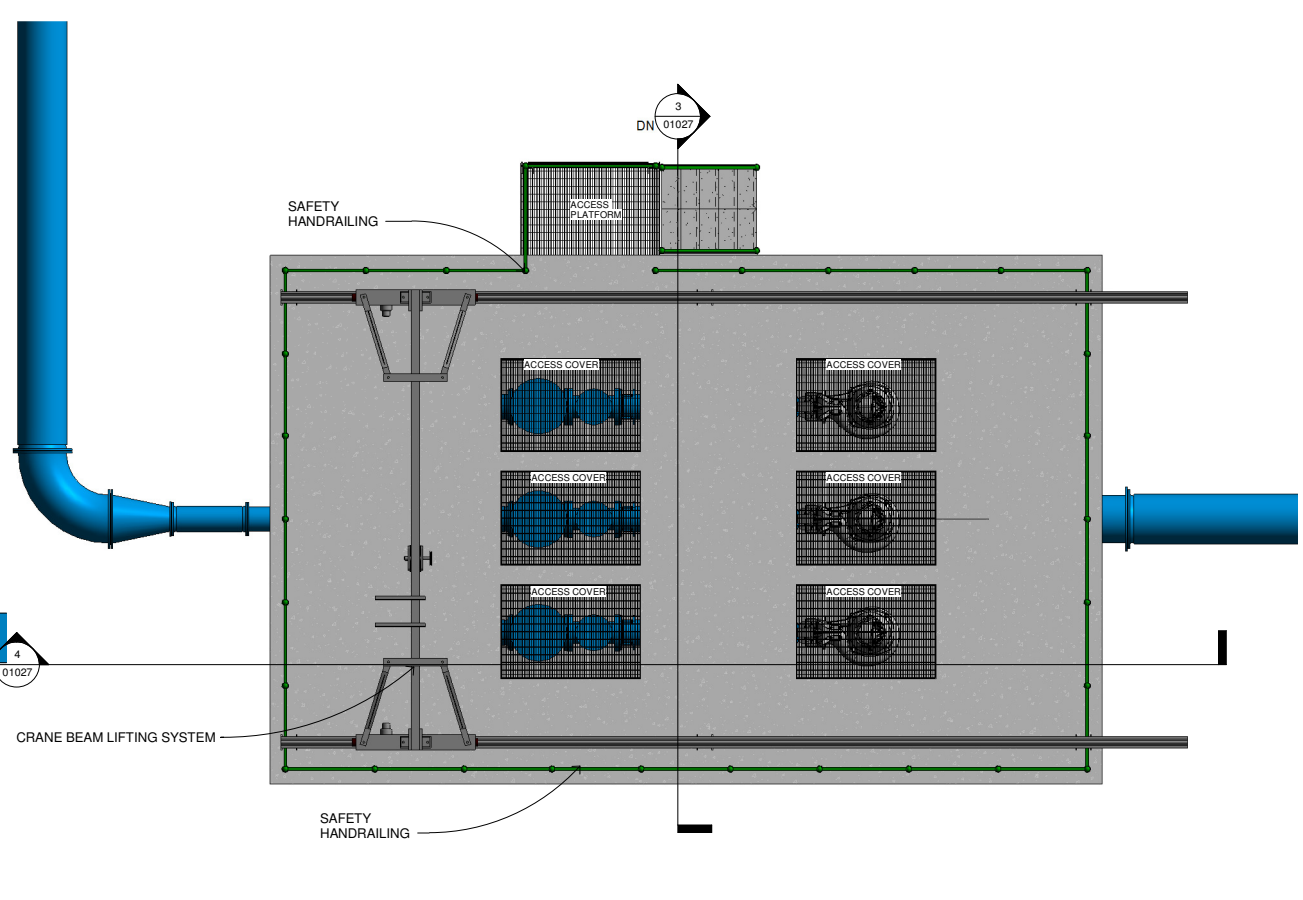 3
DN 01027
ACCESS
PLATFORM
SAFETY
HANDRAILING
ACCESS COVER
ACCESS COVER
ACCESS COVER
ACCESS COVER
ACCESS COVER
ACCESS COVER
4
01027
CRANE BEAM LIFTING SYSTEM
SAFETY
HANDRAILING